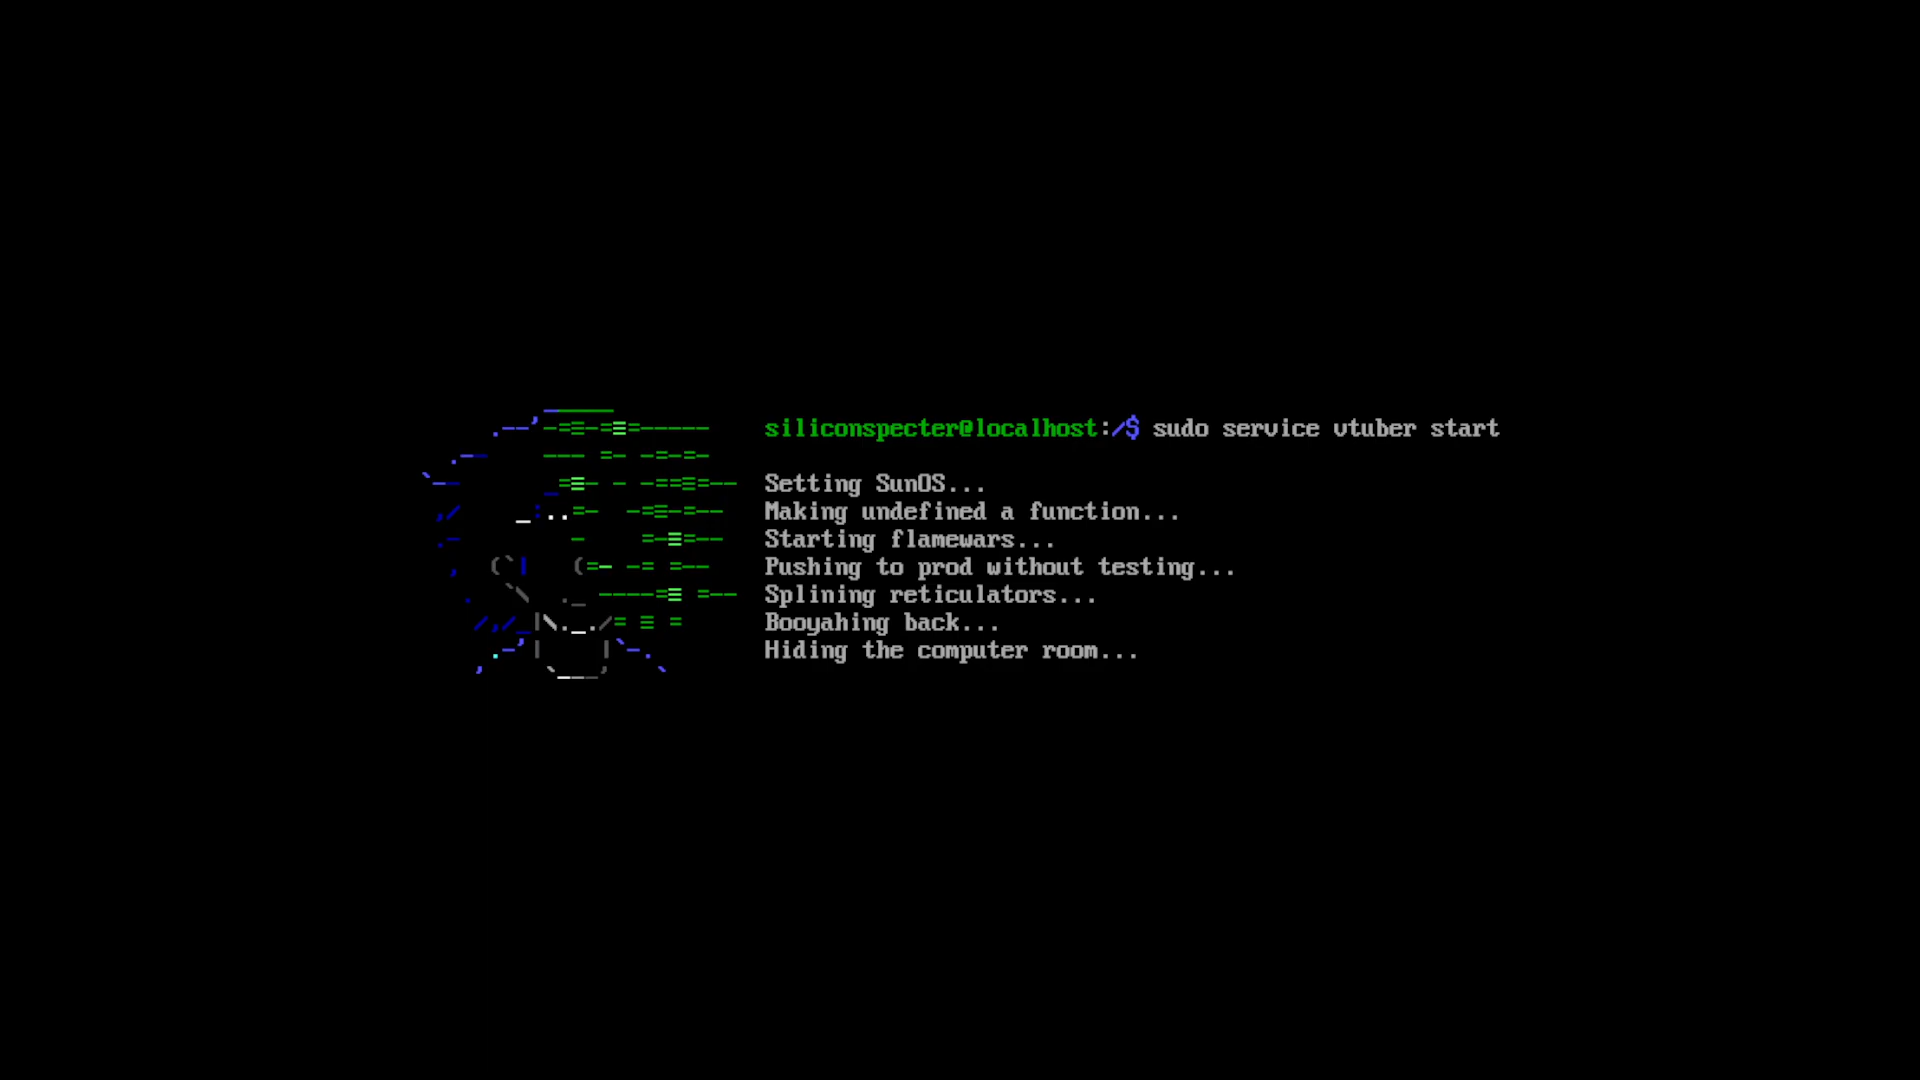 siliconspecter@localhost:/$ sudo service vtuber start
Setting SunOS...
Making undefined a function...
Starting flamewars...
Pushing to prod without testing...
Splining reticulators...
Booyahing back...
Hiding the computer room...